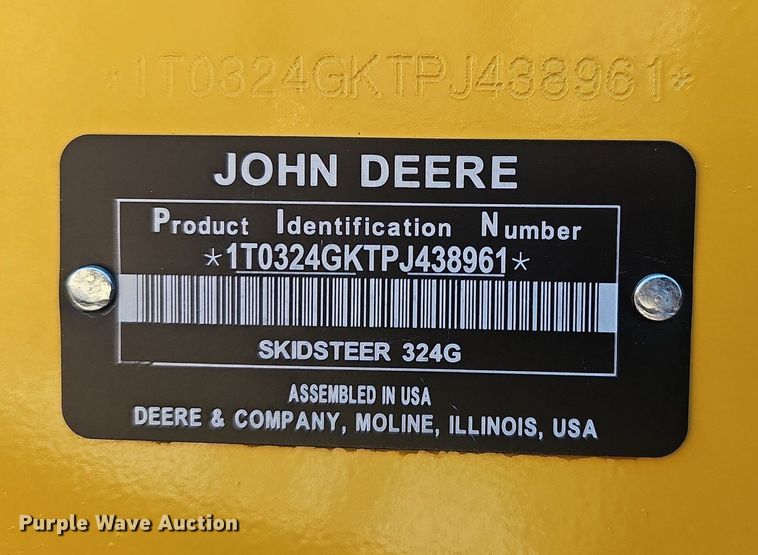 *1T0324GKTPJ438961*
JOHN DEERE
Product Identification Number
*1T0324GKTPJ438961*
SKIDSTEER 324G
ASSEMBLED IN USA
DEERE & COMPANY, MOLINE, ILLINOIS, USA
Purple Wave Auction